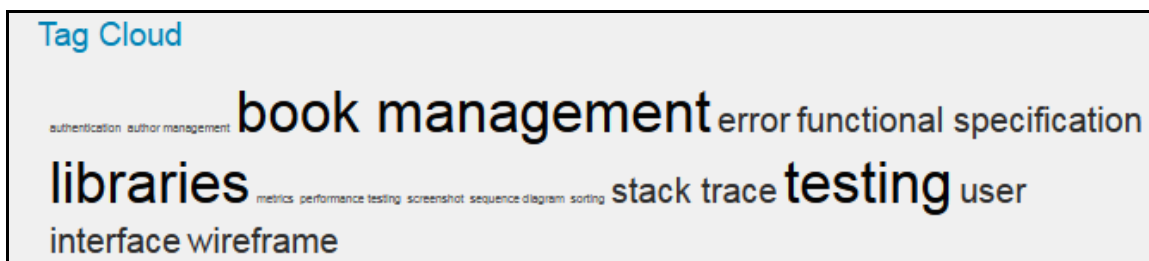 Tag Cloud
authentication author management book management error functional specification
libraries metrics performance testing screenshot sequence diagram sorting stack trace testing user
interface wireframe